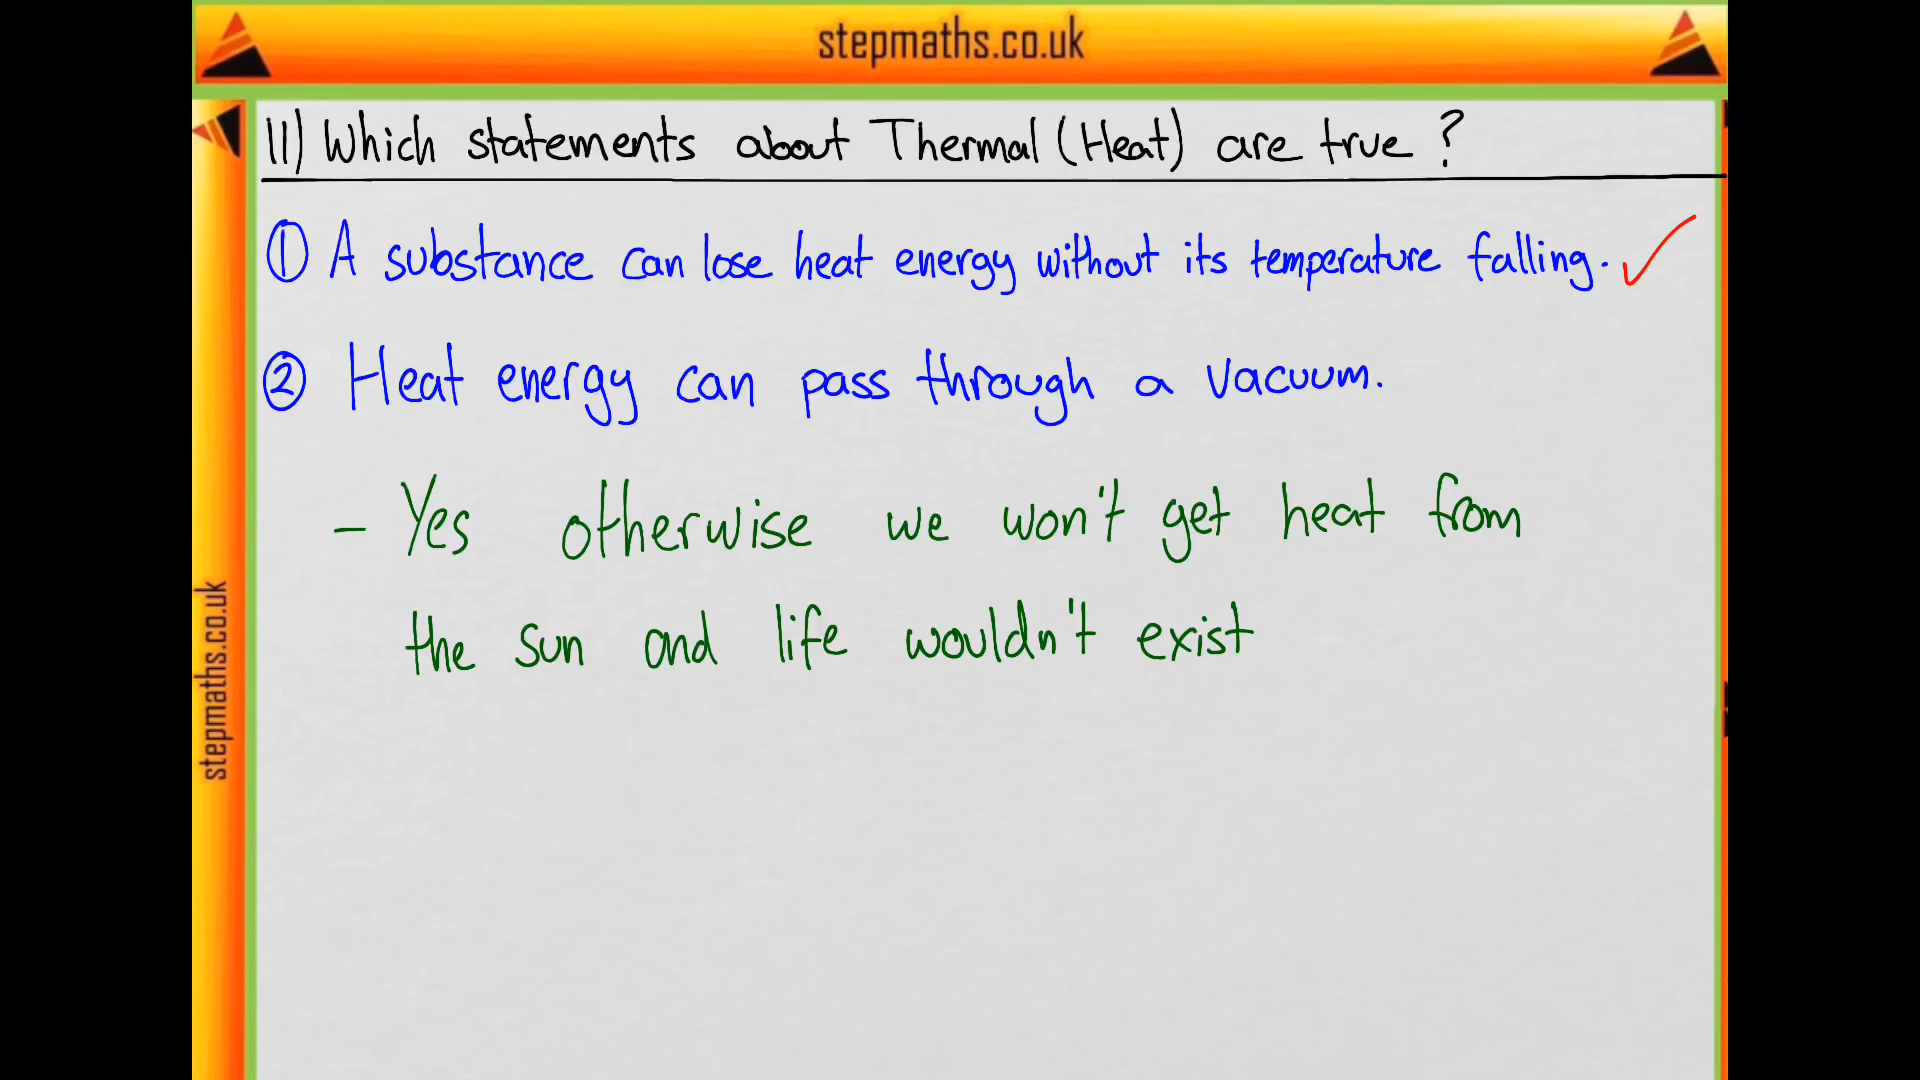 stepmaths.co.uk
11) Which statements about Thermal (Heat) are true ?
① A substance can lose heat energy without its temperature falling. ✓
② Heat energy can pass through a vacuum.
- Yes otherwise we won't get heat from
the sun and life wouldn't exist
stepmaths.co.uk